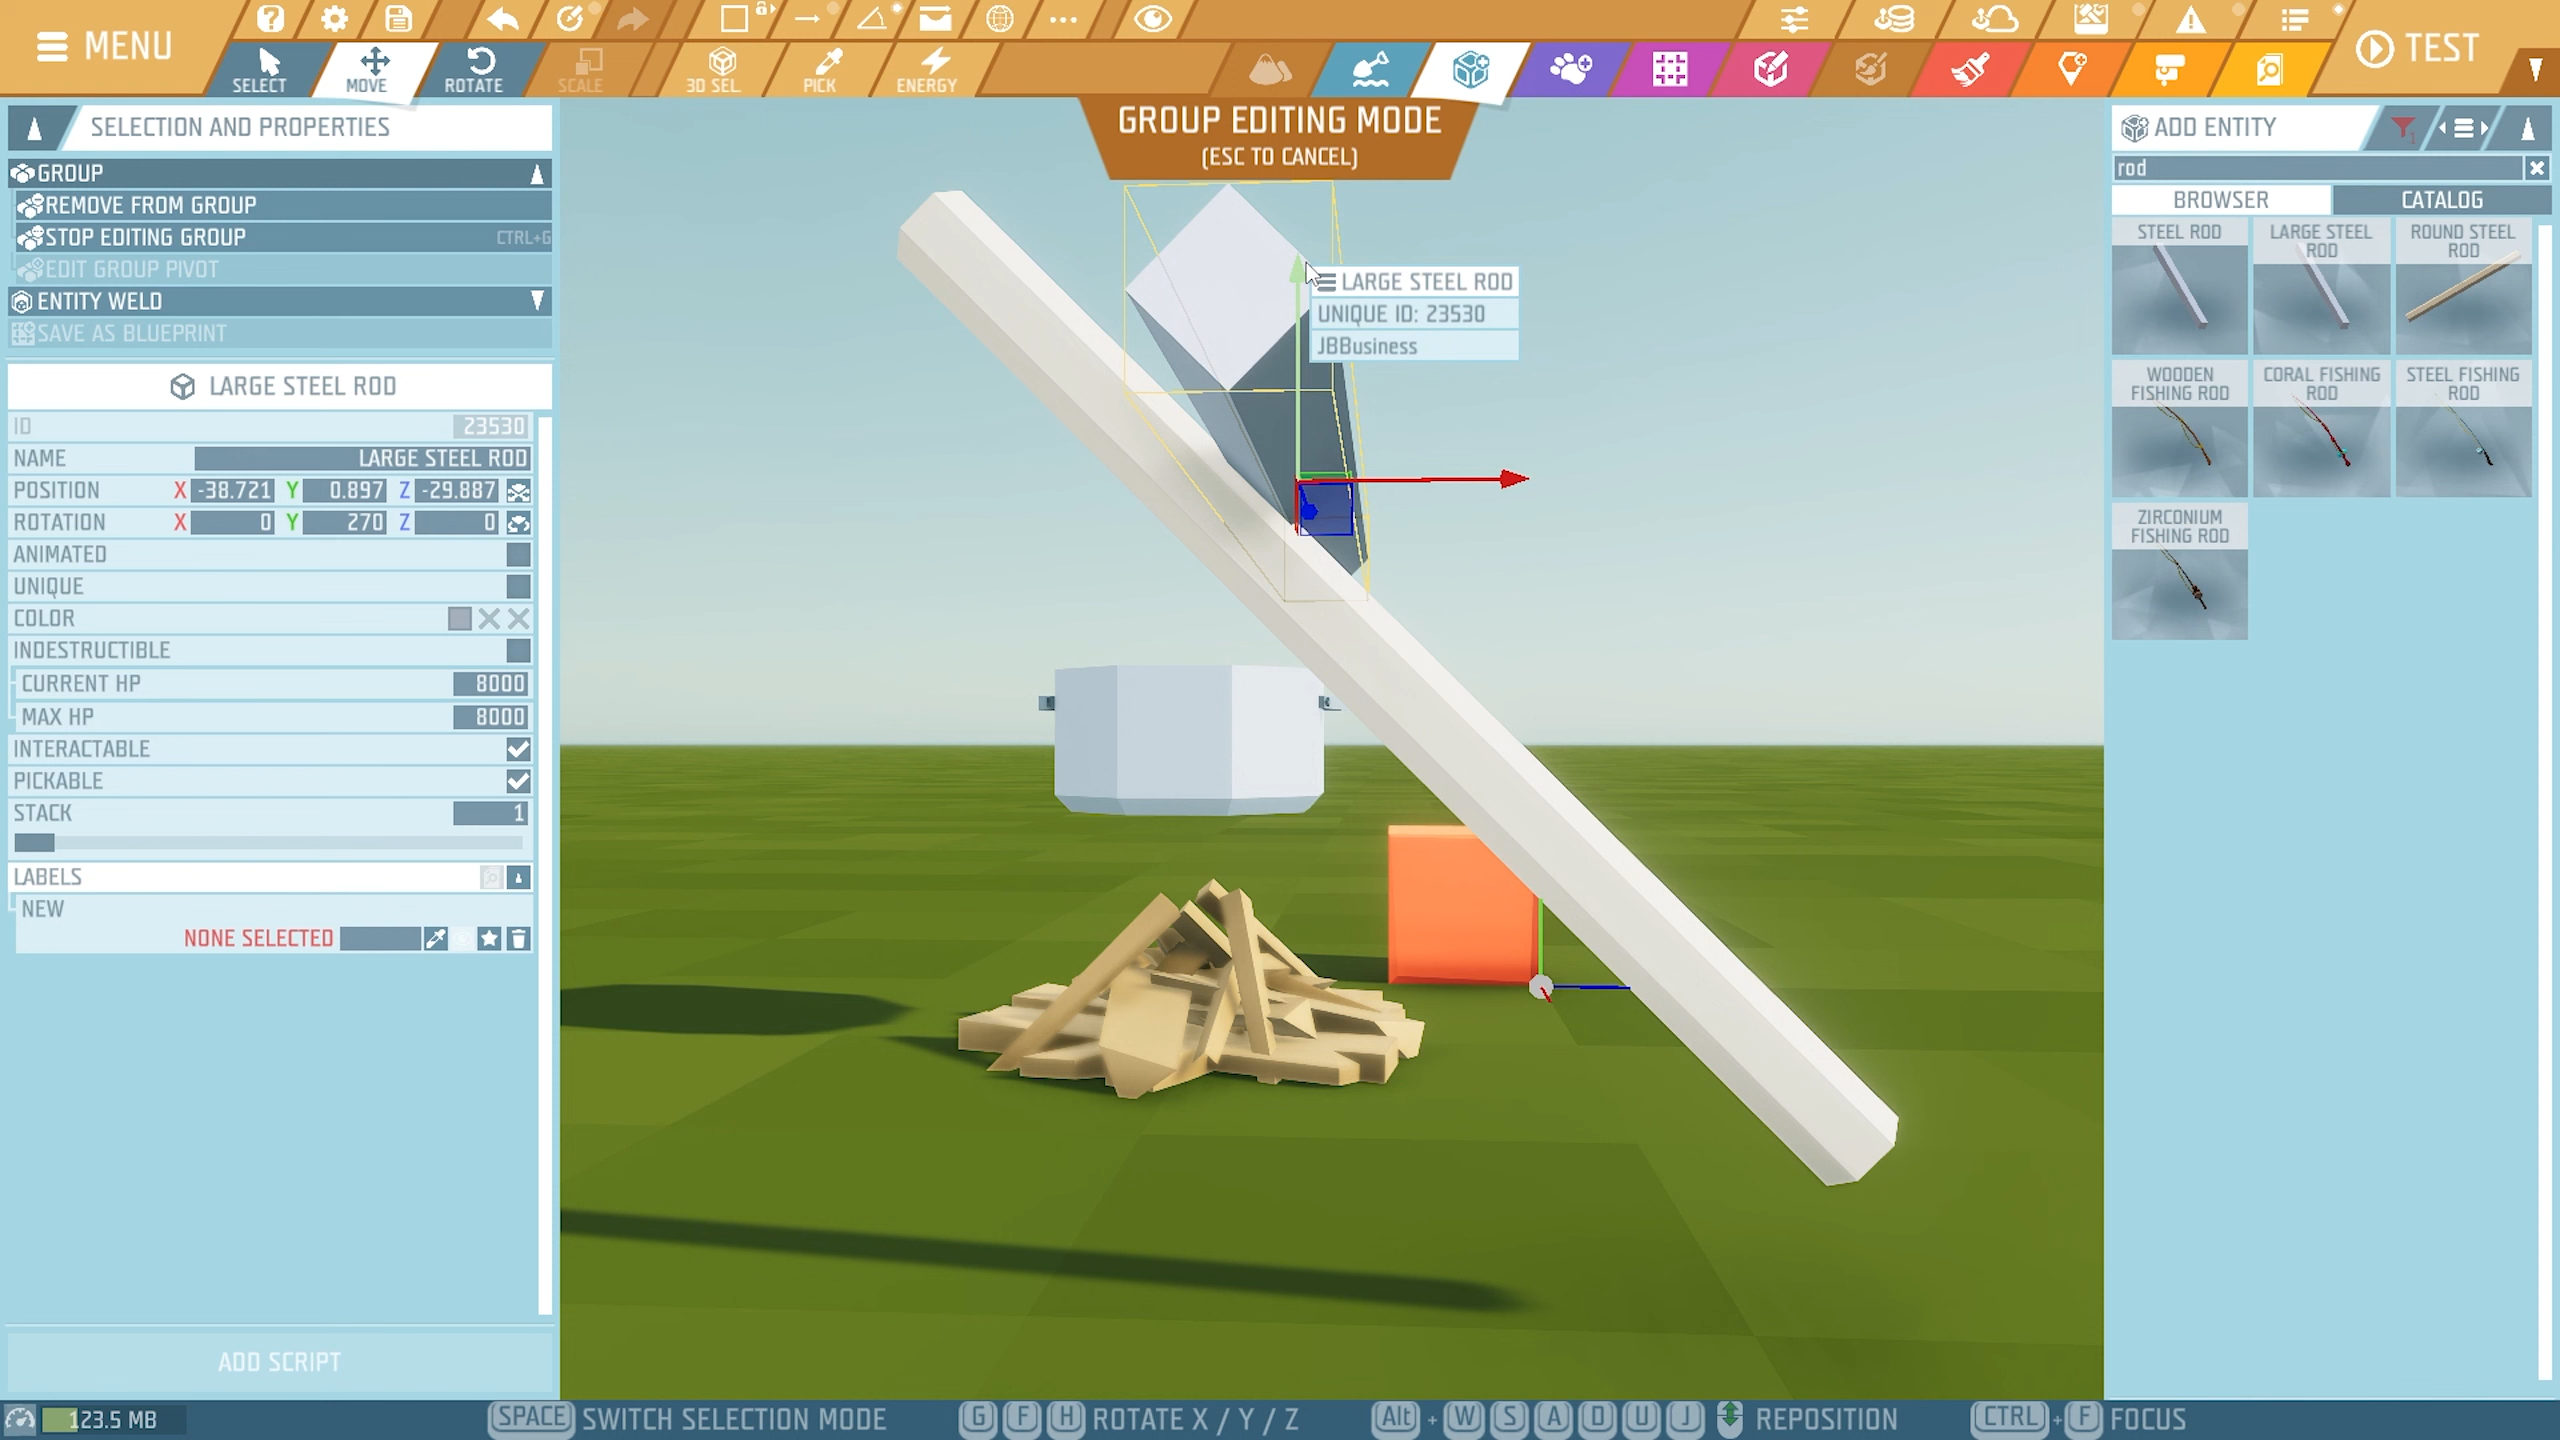 MENU
SELECT
MOVE
ROTATE
SCALE
3D SEL.
PICK
ENERGY
TEST
GROUP EDITING MODE
(ESC TO CANCEL)
SELECTION AND PROPERTIES
GROUP
REMOVE FROM GROUP
STOP EDITING GROUP CTRL+G
EDIT GROUP PIVOT
ENTITY WELD
SAVE AS BLUEPRINT
LARGE STEEL ROD
ID 23530
NAME LARGE STEEL ROD
POSITION X -38.721 Y 0.897 Z -29.887
ROTATION X 0 Y 270 Z 0
ANIMATED
UNIQUE
COLOR
INDESTRUCTIBLE
CURRENT HP 8000
MAX HP 8000
INTERACTABLE
PICKABLE
STACK 1
LABELS
NEW
NONE SELECTED
ADD SCRIPT
LARGE STEEL ROD
UNIQUE ID: 23530
JBBusiness
ADD ENTITY
1
rod
BROWSER
CATALOG
STEEL ROD
LARGE STEEL
ROD
ROUND STEEL
ROD
WOODEN
FISHING ROD
CORAL FISHING
ROD
STEEL FISHING
ROD
ZIRCONIUM
FISHING ROD
123.5 MB
SPACE SWITCH SELECTION MODE
G F H ROTATE X / Y / Z
Alt + W S A D U J REPOSITION
CTRL + F FOCUS